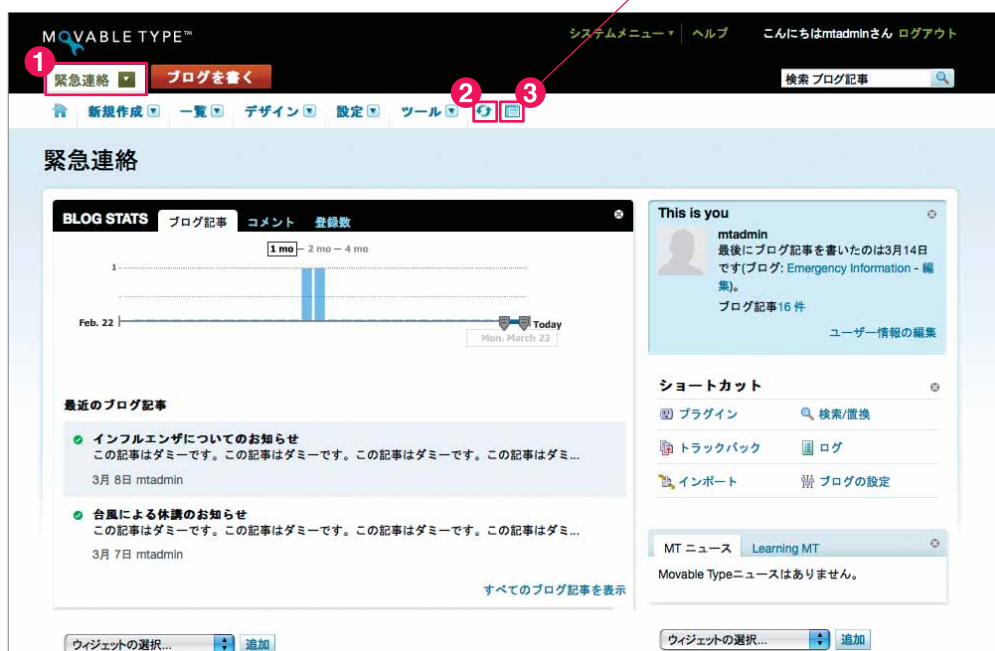 MOVABLE TYPE™
システムメニュー ヘルプ こんにちはmtadminさん ログアウト
1
緊急連絡 ブログを書く
検索 ブログ記事
2 3
新規作成 一覧 デザイン 設定 ツール
緊急連絡
BLOG STATS ブログ記事 コメント 登録数
1 mo – 2 mo – 4 mo
1
Feb. 22
Today
Mon. March 23
最近のブログ記事
インフルエンザについてのお知らせ
この記事はダミーです。この記事はダミーです。この記事はダミーです。この記事はダミ...
3月 8日 mtadmin
台風による休講のお知らせ
この記事はダミーです。この記事はダミーです。この記事はダミーです。この記事はダミ...
3月 7日 mtadmin
すべてのブログ記事を表示
ウィジェットの選択... 追加
This is you
mtadmin
最後にブログ記事を書いたのは3月14日
です(ブログ: Emergency Information - 編
集)。
ブログ記事16 件
ユーザー情報の編集
ショートカット
プラグイン 検索/置換
トラックバック ログ
インポート ブログの設定
MT ニュース Learning MT
Movable Typeニュースはありません。
ウィジェットの選択... 追加